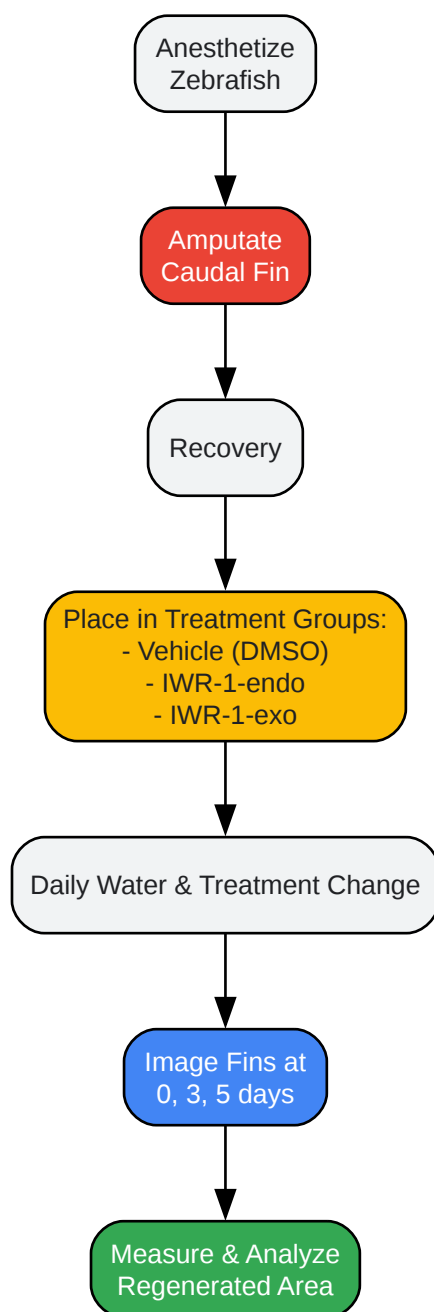 Anesthetize
Zebrafish
Amputate
Caudal Fin
Recovery
Place in Treatment Groups:
- Vehicle (DMSO)
- IWR-1-endo
- IWR-1-exo
Daily Water & Treatment Change
Image Fins at
0, 3, 5 days
Measure & Analyze
Regenerated Area